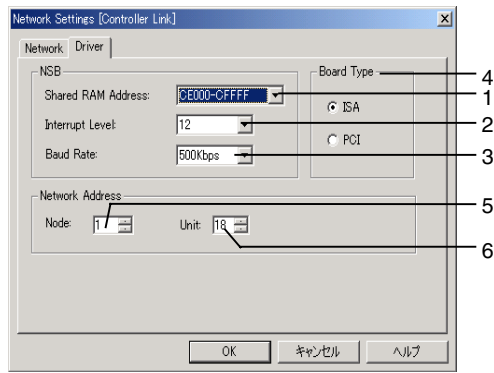 Network Settings [Controller Link]
Network Driver
NSB
Board Type
4
Shared RAM Address: CE000-CFFFF
1
ISA
Interrupt Level: 12
2
PCI
Baud Rate: 500Kbps
3
Network Address
5
Node: 1 Unit: 18
6
OK キャンセル ヘルプ